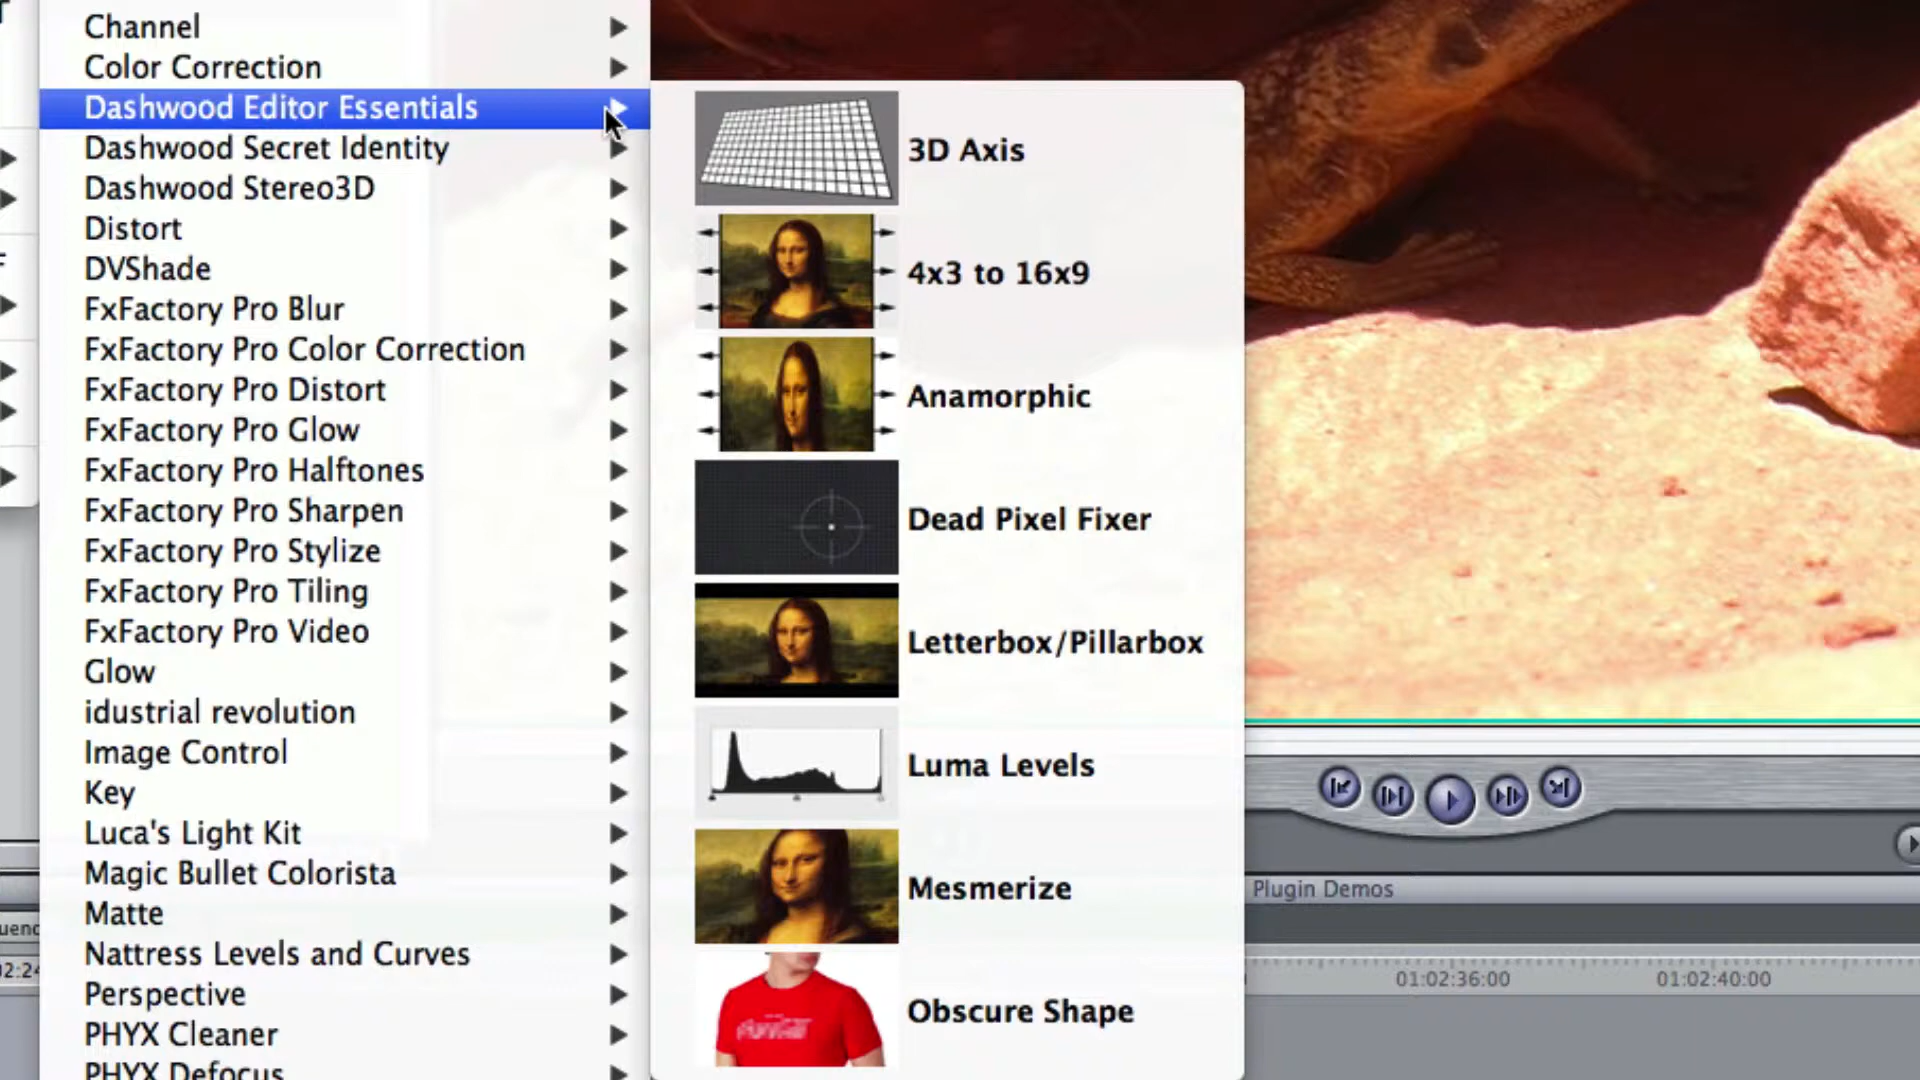 Channel
Color Correction
Dashwood Editor Essentials
Dashwood Secret Identity
Dashwood Stereo3D
Distort
DVShade
FxFactory Pro Blur
FxFactory Pro Color Correction
FxFactory Pro Distort
FxFactory Pro Glow
FxFactory Pro Halftones
FxFactory Pro Sharpen
FxFactory Pro Stylize
FxFactory Pro Tiling
FxFactory Pro Video
Glow
idustrial revolution
Image Control
Key
Luca's Light Kit
Magic Bullet Colorista
Matte
Nattress Levels and Curves
Perspective
PHYX Cleaner
PHYX Defocus
3D Axis
4x3 to 16x9
Anamorphic
Dead Pixel Fixer
Letterbox/Pillarbox
Luma Levels
Mesmerize
Obscure Shape
Plugin Demos
01:02:36:00 01:02:40:00